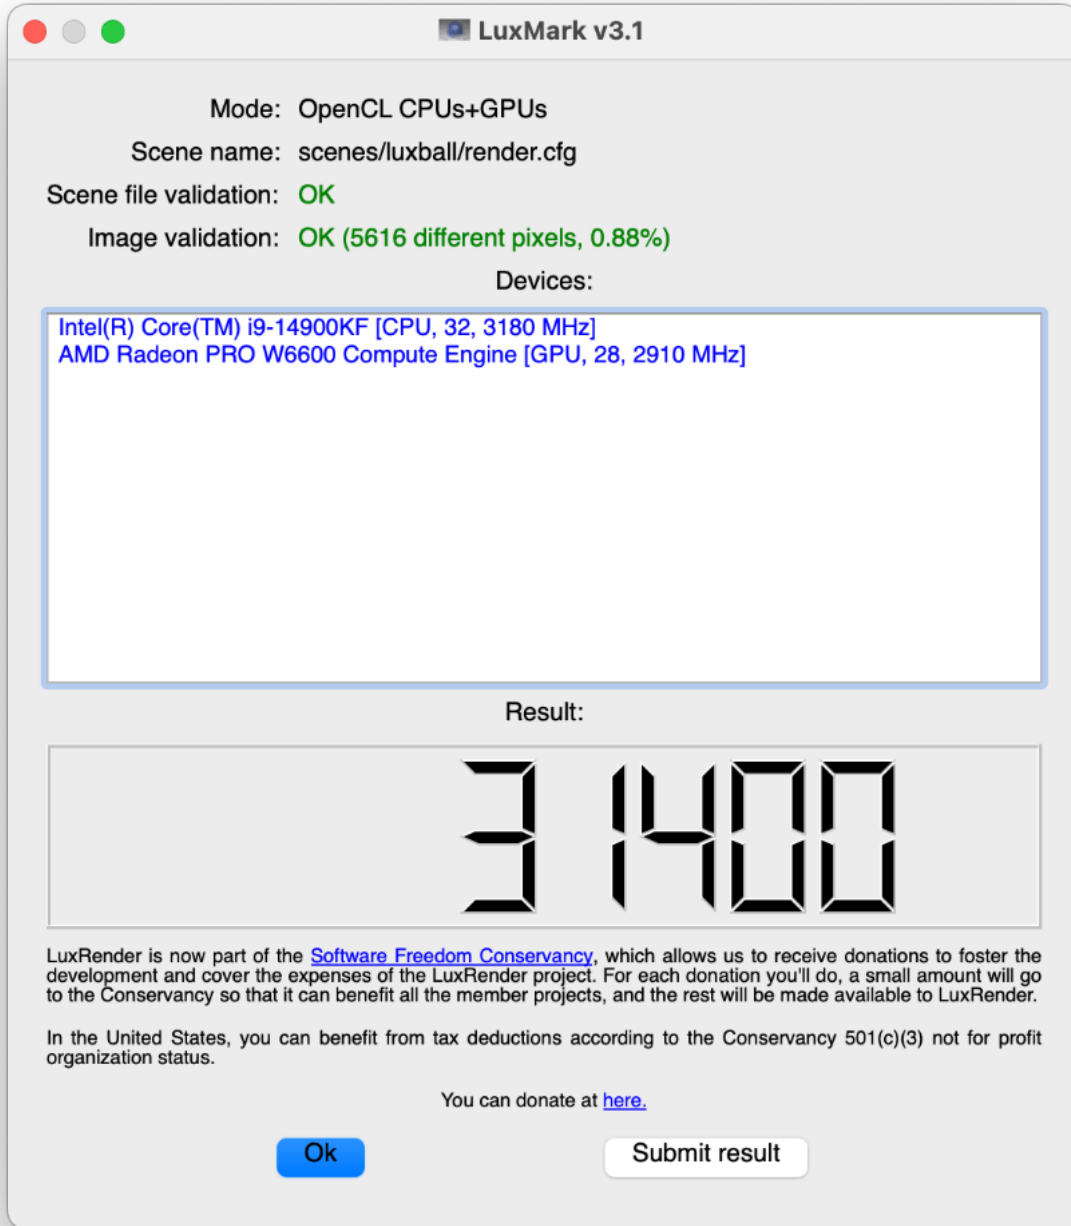 LuxMark v3.1
Mode: OpenCL CPUs+GPUs
Scene name: scenes/luxball/render.cfg
Scene file validation: OK
Image validation: OK (5616 different pixels, 0.88%)
Devices:
Intel(R) Core(TM) i9-14900KF [CPU, 32, 3180 MHz]
AMD Radeon PRO W6600 Compute Engine [GPU, 28, 2910 MHz]
Result:
31400
LuxRender is now part of the Software Freedom Conservancy, which allows us to receive donations to foster the
development and cover the expenses of the LuxRender project. For each donation you'll do, a small amount will go
to the Conservancy so that it can benefit all the member projects, and the rest will be made available to LuxRender.
In the United States, you can benefit from tax deductions according to the Conservancy 501(c)(3) not for profit
organization status.
You can donate at here.
Ok Submit result